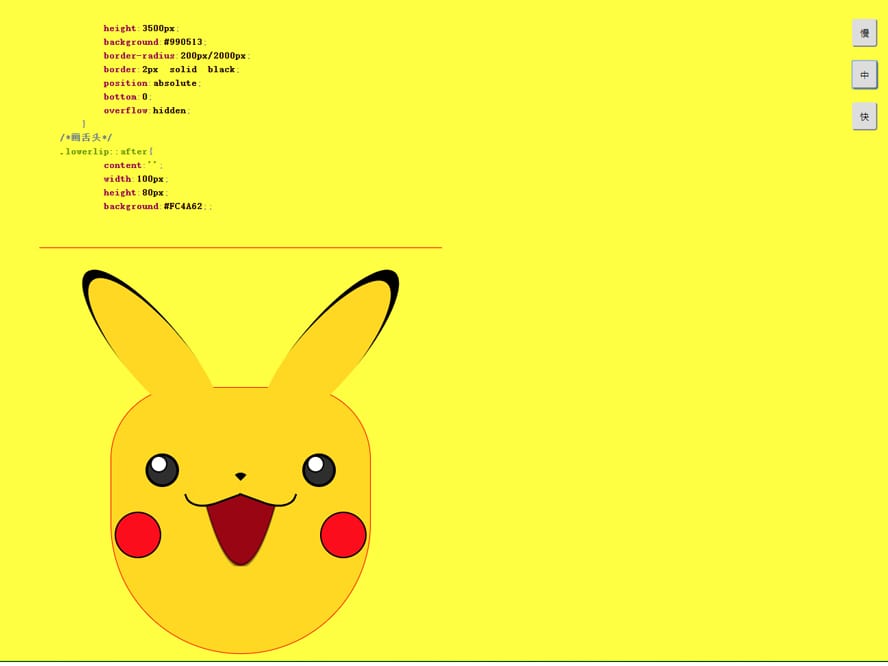 height:3500px;
background:#990513;
border-radius:200px/2000px;
border:2px solid black;
position:absolute;
botton:0;
overflow:hidden;
}
/*画舌头*/
.lowerlip::after{
content:'';
width:100px;
height:80px;
background:#FC4A62;;
慢
中
快